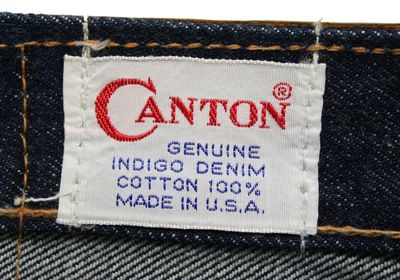 CANTON®
GENUINE
INDIGO DENIM
COTTON 100%
MADE IN U.S.A.